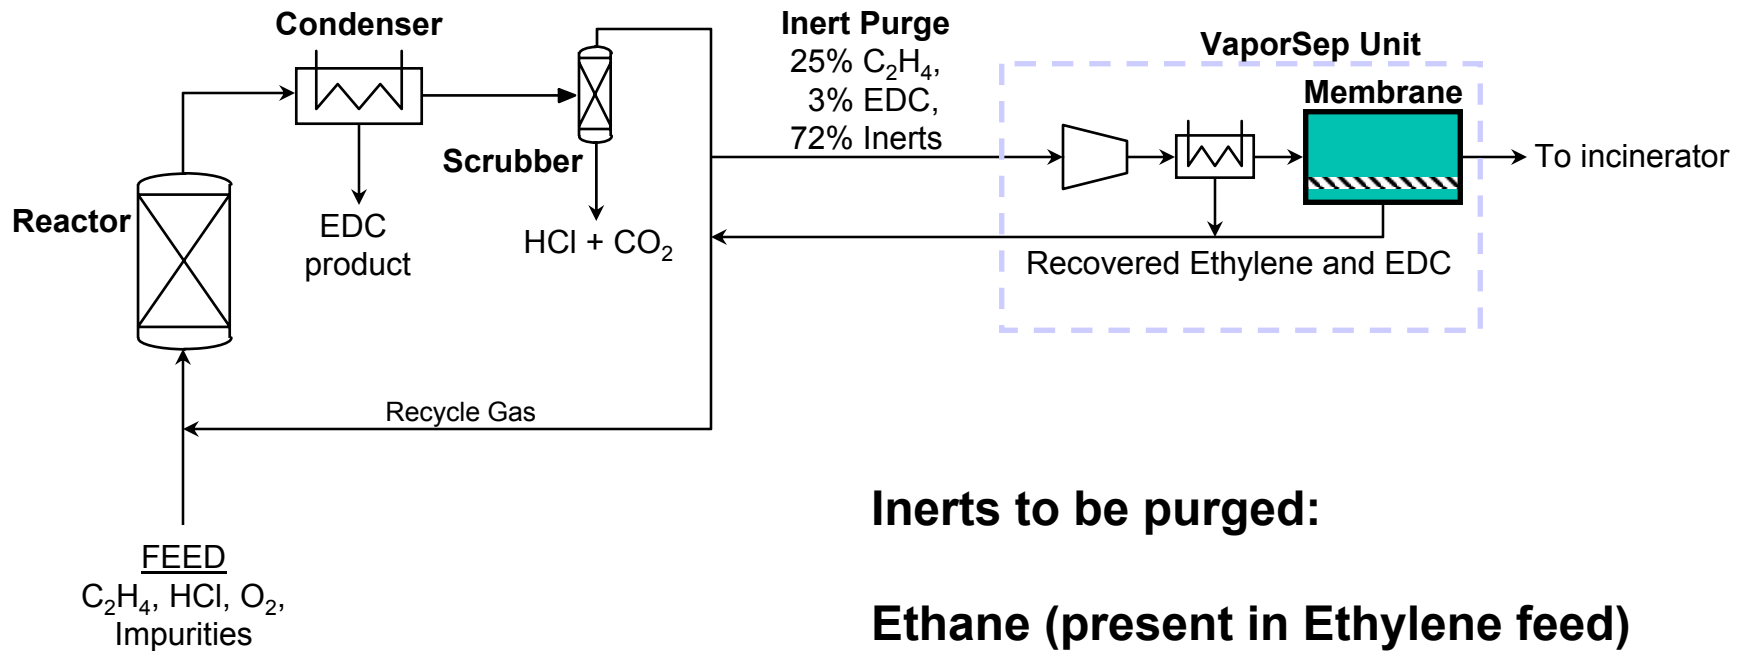 Condenser
Inert Purge
25% C₂H₄,
3% EDC,
72% Inerts
VaporSep Unit
Membrane
Scrubber
To incinerator
Reactor
EDC
product
HCl + CO₂
Recovered Ethylene and EDC
Recycle Gas
FEED
C₂H₄, HCl, O₂,
Impurities
Inerts to be purged:
Ethane (present in Ethylene feed)